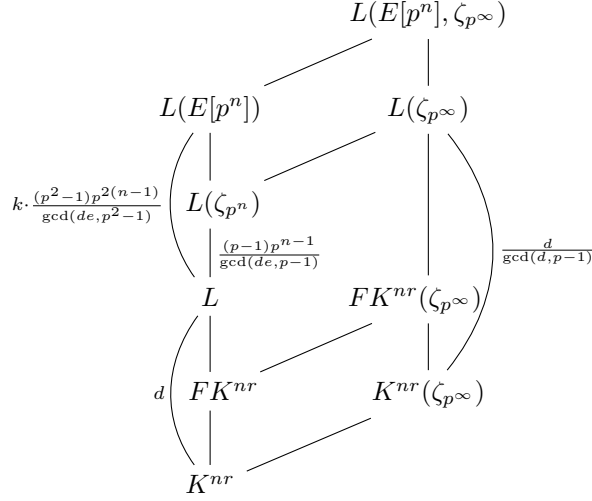 L(E[p^n], ζ_{p^∞})
L(E[p^n]) L(ζ_{p^∞})
k · \frac{(p^2−1)p^{2(n−1)}}{\gcd(de,p^2−1)} L(ζ_{p^n})
\frac{(p−1)p^{n−1}}{\gcd(de,p−1)} \frac{d}{\gcd(d,p−1)}
L FK^{nr}(ζ_{p^∞})
d FK^{nr} K^{nr}(ζ_{p^∞})
K^{nr}